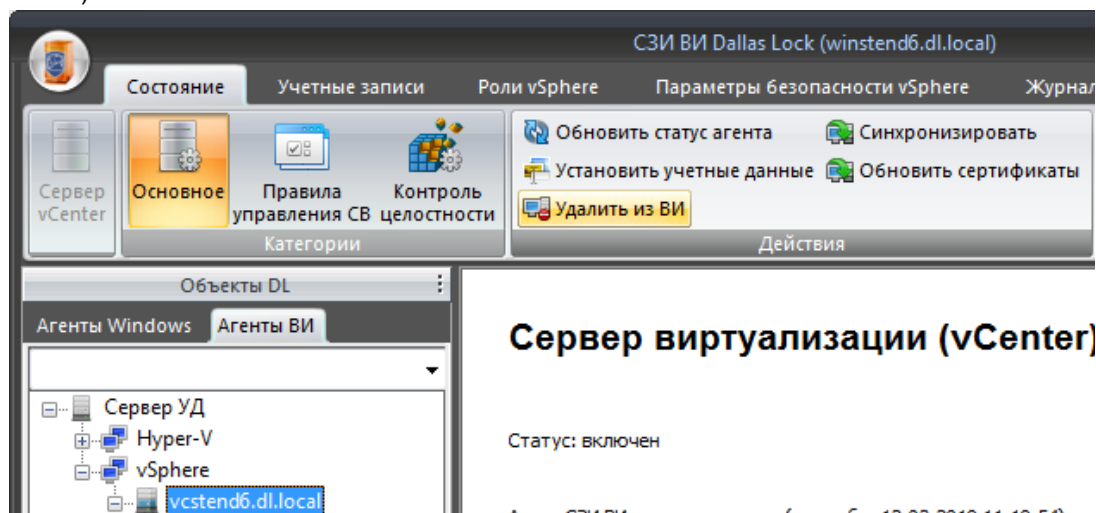 СЗИ ВИ Dallas Lock (winstend6.dl.local)
Состояние Учетные записи Роли vSphere Параметры безопасности vSphere Журнал
Сервер vCenter
Основное
Правила управления СВ
Контроль целостности
Категории
Обновить статус агента
Синхронизировать
Установить учетные данные
Обновить сертификаты
Удалить из ВИ
Действия
Объекты DL
Агенты Windows Агенты ВИ
Сервер виртуализации (vCenter)
Сервер УД
Hyper-V
vSphere
vcstend6.dl.local
Статус: включен